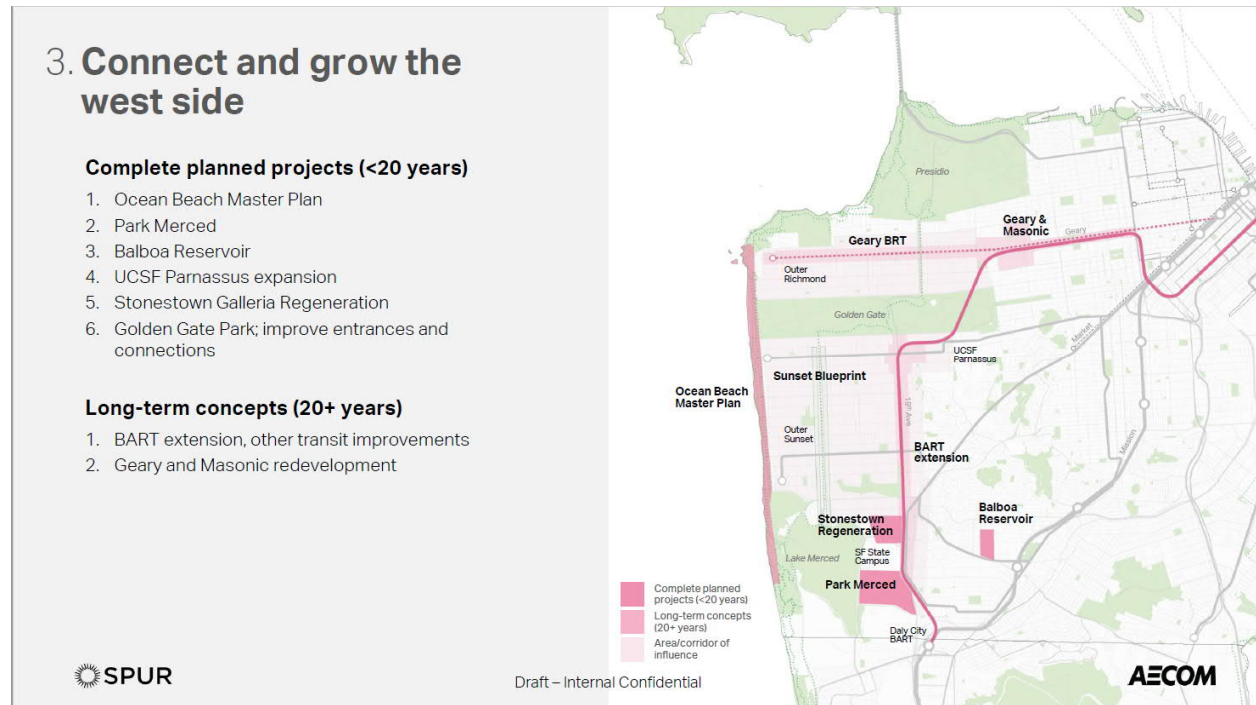 3. Connect and grow the
west side
Complete planned projects (<20 years)
1. Ocean Beach Master Plan
2. Park Merced
3. Balboa Reservoir
4. UCSF Parnassus expansion
5. Stonestown Galleria Regeneration
6. Golden Gate Park; improve entrances and
connections
Long-term concepts (20+ years)
1. BART extension, other transit improvements
2. Geary and Masonic redevelopment
SPUR
Draft – Internal Confidential
Presidio
Geary &
Masonic
Geary BRT
Geary
Outer
Richmond
Golden Gate
Market
UCSF
Parnassus
Sunset Blueprint
Ocean Beach
Master Plan
19th Ave
Outer
Sunset
BART
extension
Mission
Stonestown
Regeneration
Balboa
Reservoir
SF State
Campus
Lake Merced
Park Merced
Daly City
BART
Complete planned
projects (<20 years)
Long-term concepts
(20+ years)
Area/corridor of
influence
AECOM